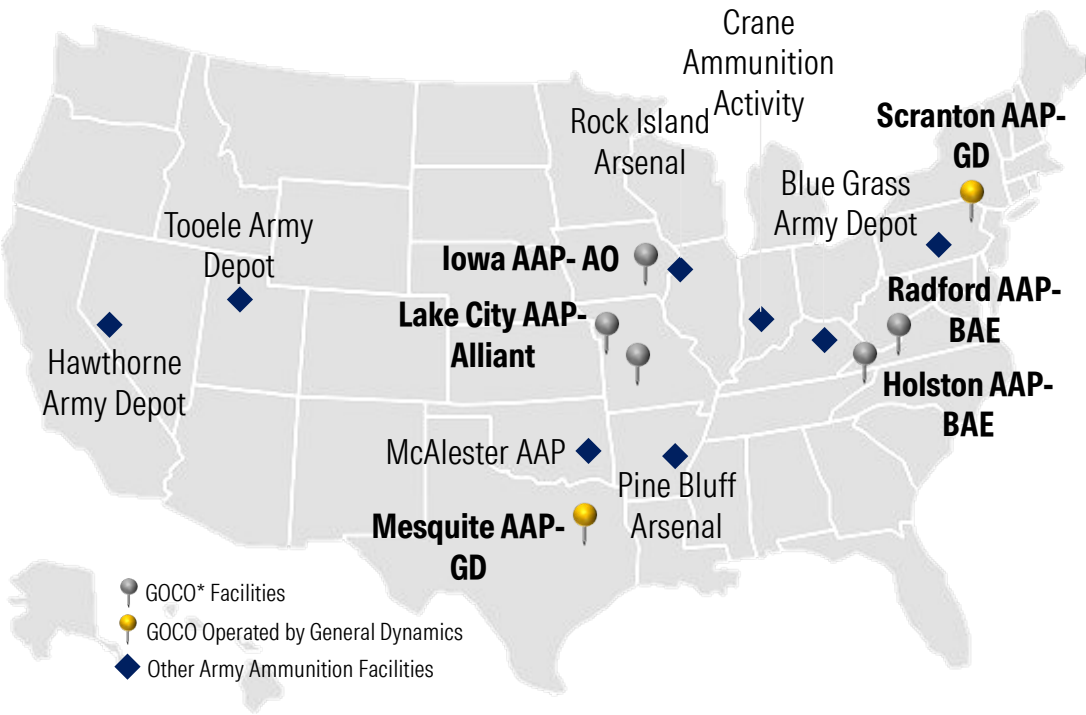 Crane
Ammunition
Activity
Rock Island
Arsenal
Scranton AAP-
GD
Blue Grass
Army Depot
Tooele Army
Depot
Iowa AAP- AO
Lake City AAP-
Alliant
Radford AAP-
BAE
Hawthorne
Army Depot
Holston AAP-
BAE
McAlester AAP
Pine Bluff
Arsenal
Mesquite AAP-
GD
GOCO* Facilities
GOCO Operated by General Dynamics
Other Army Ammunition Facilities